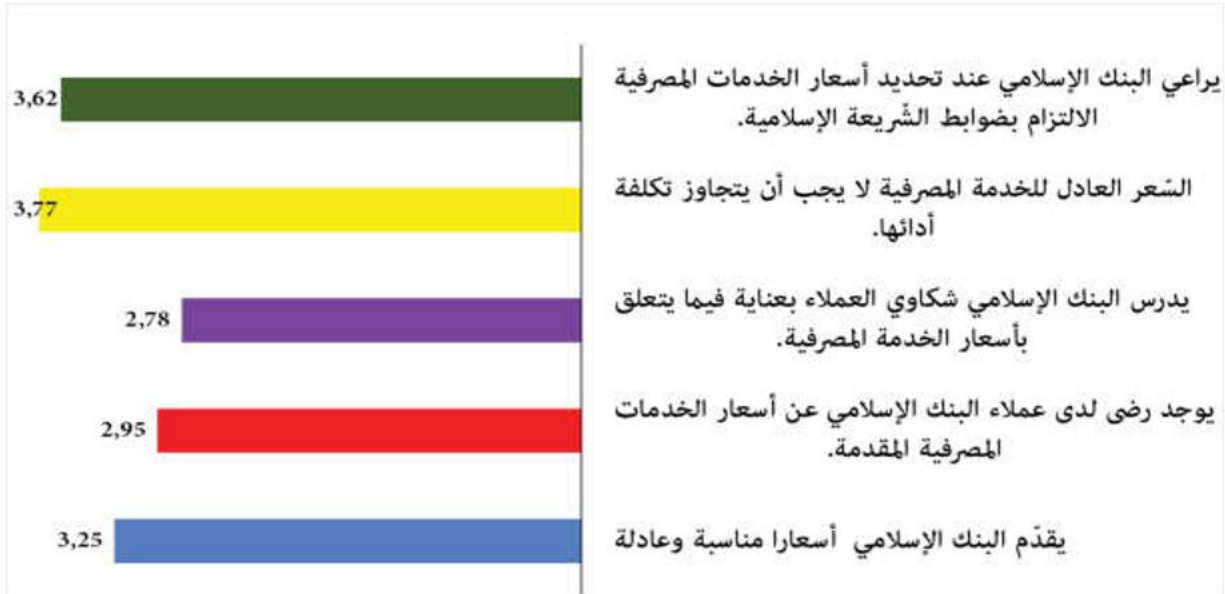 يراعي البنك الإسلامي عند تحديد أسعار الخدمات المصرفية
الالتزام بضوابط الشّريعة الإسلامية.
3,62
السّعر العادل للخدمة المصرفية لا يجب أن يتجاوز تكلفة
أدائها.
3,77
يدرس البنك الإسلامي شكاوي العملاء بعناية فيما يتعلق
بأسعار الخدمة المصرفية.
2,78
يوجد رضى لدى عملاء البنك الإسلامي عن أسعار الخدمات
المصرفية المقدمة.
2,95
يقدّم البنك الإسلامي أسعارا مناسبة وعادلة
3,25